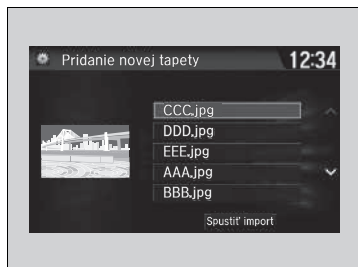 Pridanie novej tapety
12:34
CCC.jpg
DDD.jpg
EEE.jpg
AAA.jpg
BBB.jpg
Spustiť import